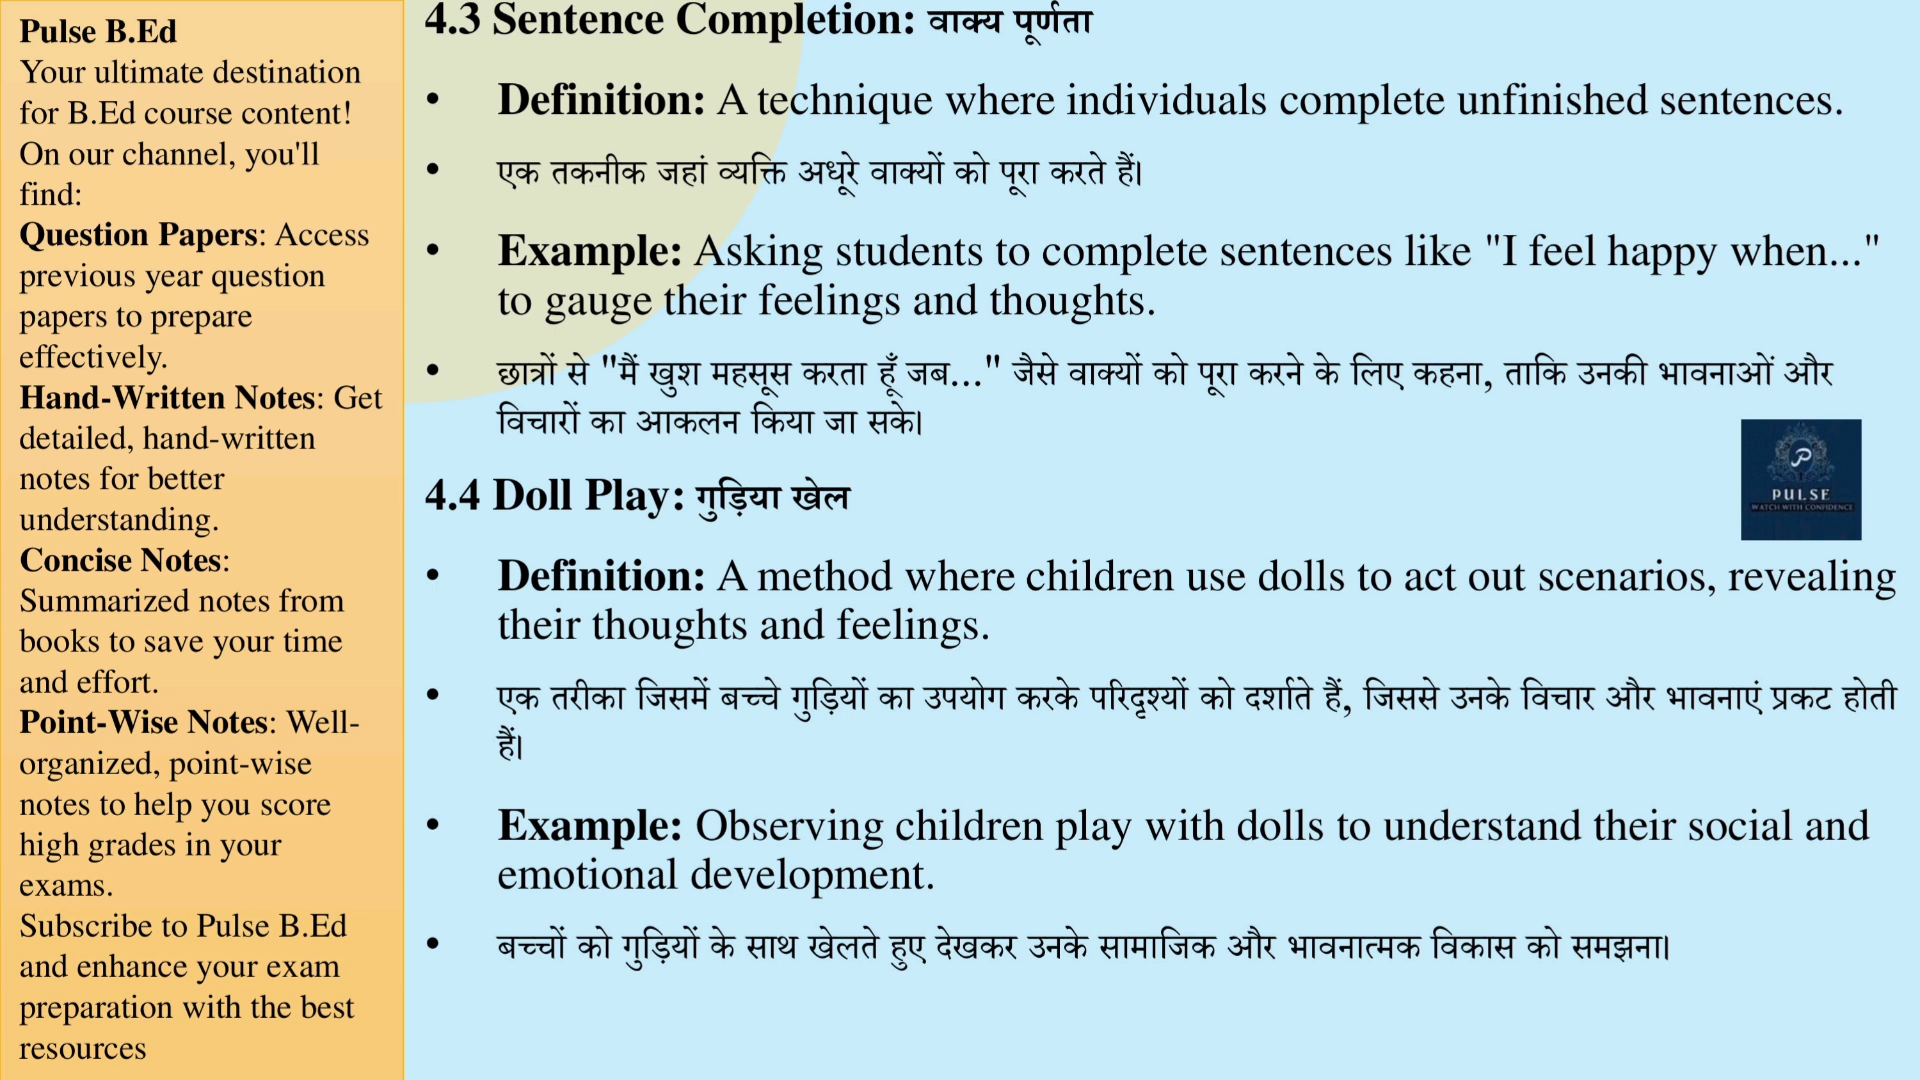 Pulse B.Ed
Your ultimate destination
for B.Ed course content!
On our channel, you'll
find:
Question Papers: Access
previous year question
papers to prepare
effectively.
Hand-Written Notes: Get
detailed, hand-written
notes for better
understanding.
Concise Notes:
Summarized notes from
books to save your time
and effort.
Point-Wise Notes: Well-
organized, point-wise
notes to help you score
high grades in your
exams.
Subscribe to Pulse B.Ed
and enhance your exam
preparation with the best
resources
4.3 Sentence Completion: वाक्य पूर्णता
• Definition: A technique where individuals complete unfinished sentences.
• एक तकनीक जहां व्यक्ति अधूरे वाक्यों को पूरा करते हैं।
• Example: Asking students to complete sentences like "I feel happy when..."
to gauge their feelings and thoughts.
• छात्रों से "मैं खुश महसूस करता हूँ जब..." जैसे वाक्यों को पूरा करने के लिए कहना, ताकि उनकी भावनाओं और
विचारों का आकलन किया जा सके।
4.4 Doll Play: गुड़िया खेल
• Definition: A method where children use dolls to act out scenarios, revealing
their thoughts and feelings.
• एक तरीका जिसमें बच्चे गुड़ियों का उपयोग करके परिदृश्यों को दर्शाते हैं, जिससे उनके विचार और भावनाएं प्रकट होती
हैं।
• Example: Observing children play with dolls to understand their social and
emotional development.
• बच्चों को गुड़ियों के साथ खेलते हुए देखकर उनके सामाजिक और भावनात्मक विकास को समझना।
P
PULSE
WATCH WITH CONFIDENCE